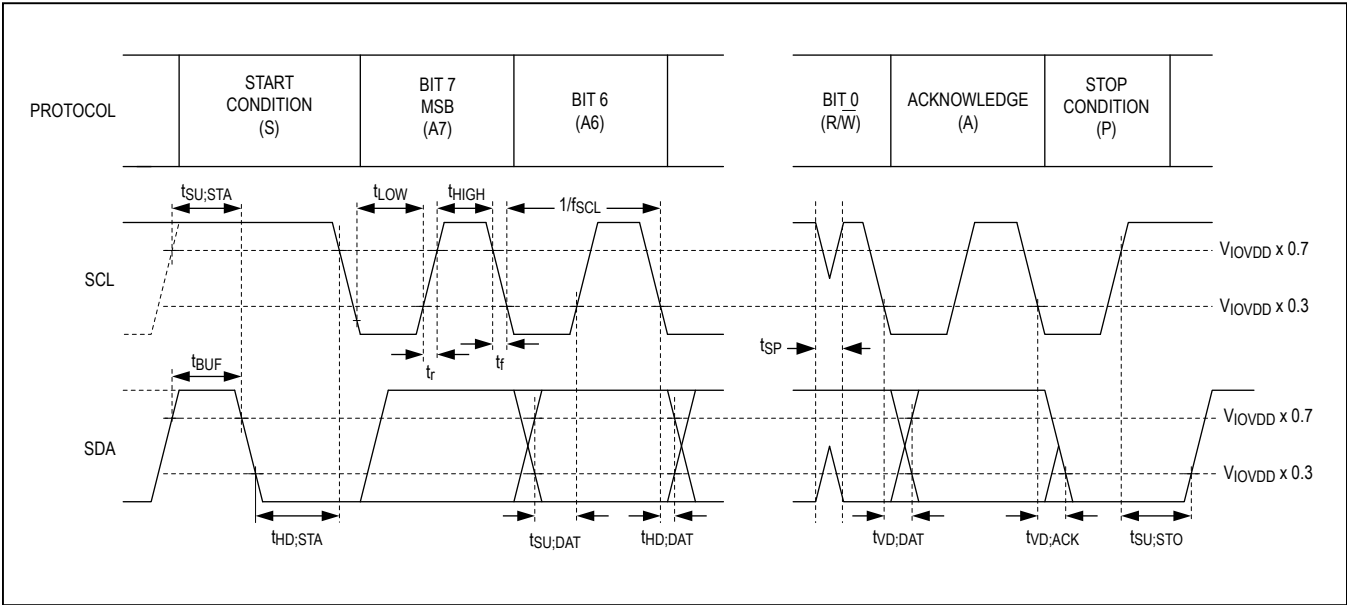 PROTOCOL
START
CONDITION
(S)
BIT 7
MSB
(A7)
BIT 6
(A6)
BIT 0
(R/W̅)
ACKNOWLEDGE
(A)
STOP
CONDITION
(P)
tSU;STA
tLOW
tHIGH
1/fSCL
SCL
VIOVDD x 0.7
VIOVDD x 0.3
tBUF
tr
tf
tSP
SDA
VIOVDD x 0.7
VIOVDD x 0.3
tHD;STA
tSU;DAT
tHD;DAT
tVD;DAT
tVD;ACK
tSU;STO